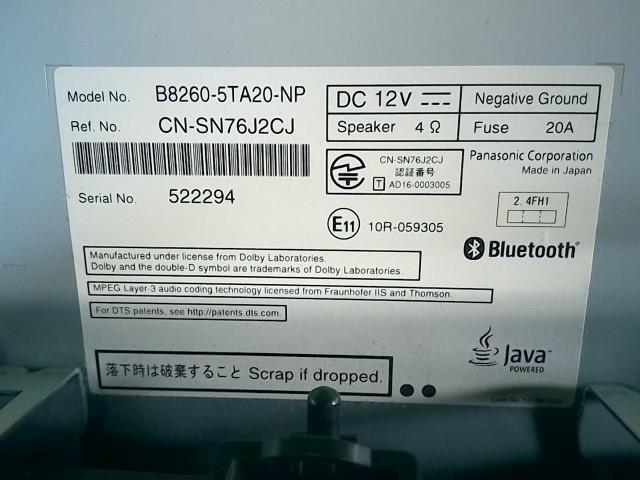 Model No. B8260-5TA20-NP
Ref. No. CN-SN76J2CJ
Serial No. 522294
DC 12V
Negative Ground
Speaker 4 Ω
Fuse 20A
CN-SN76J2CJ
認証番号
T AD16-0003005
Panasonic Corporation
Made in Japan
2.4FH1
E11 10R-059305
Bluetooth®
Manufactured under license from Dolby Laboratories.
Dolby and the double-D symbol are trademarks of Dolby Laboratories.
MPEG Layer-3 audio coding technology licensed from Fraunhofer IIS and Thomson.
For DTS patents, see http://patents.dts.com.
Java™
POWERED
落下時は破棄すること Scrap if dropped.
Label No.